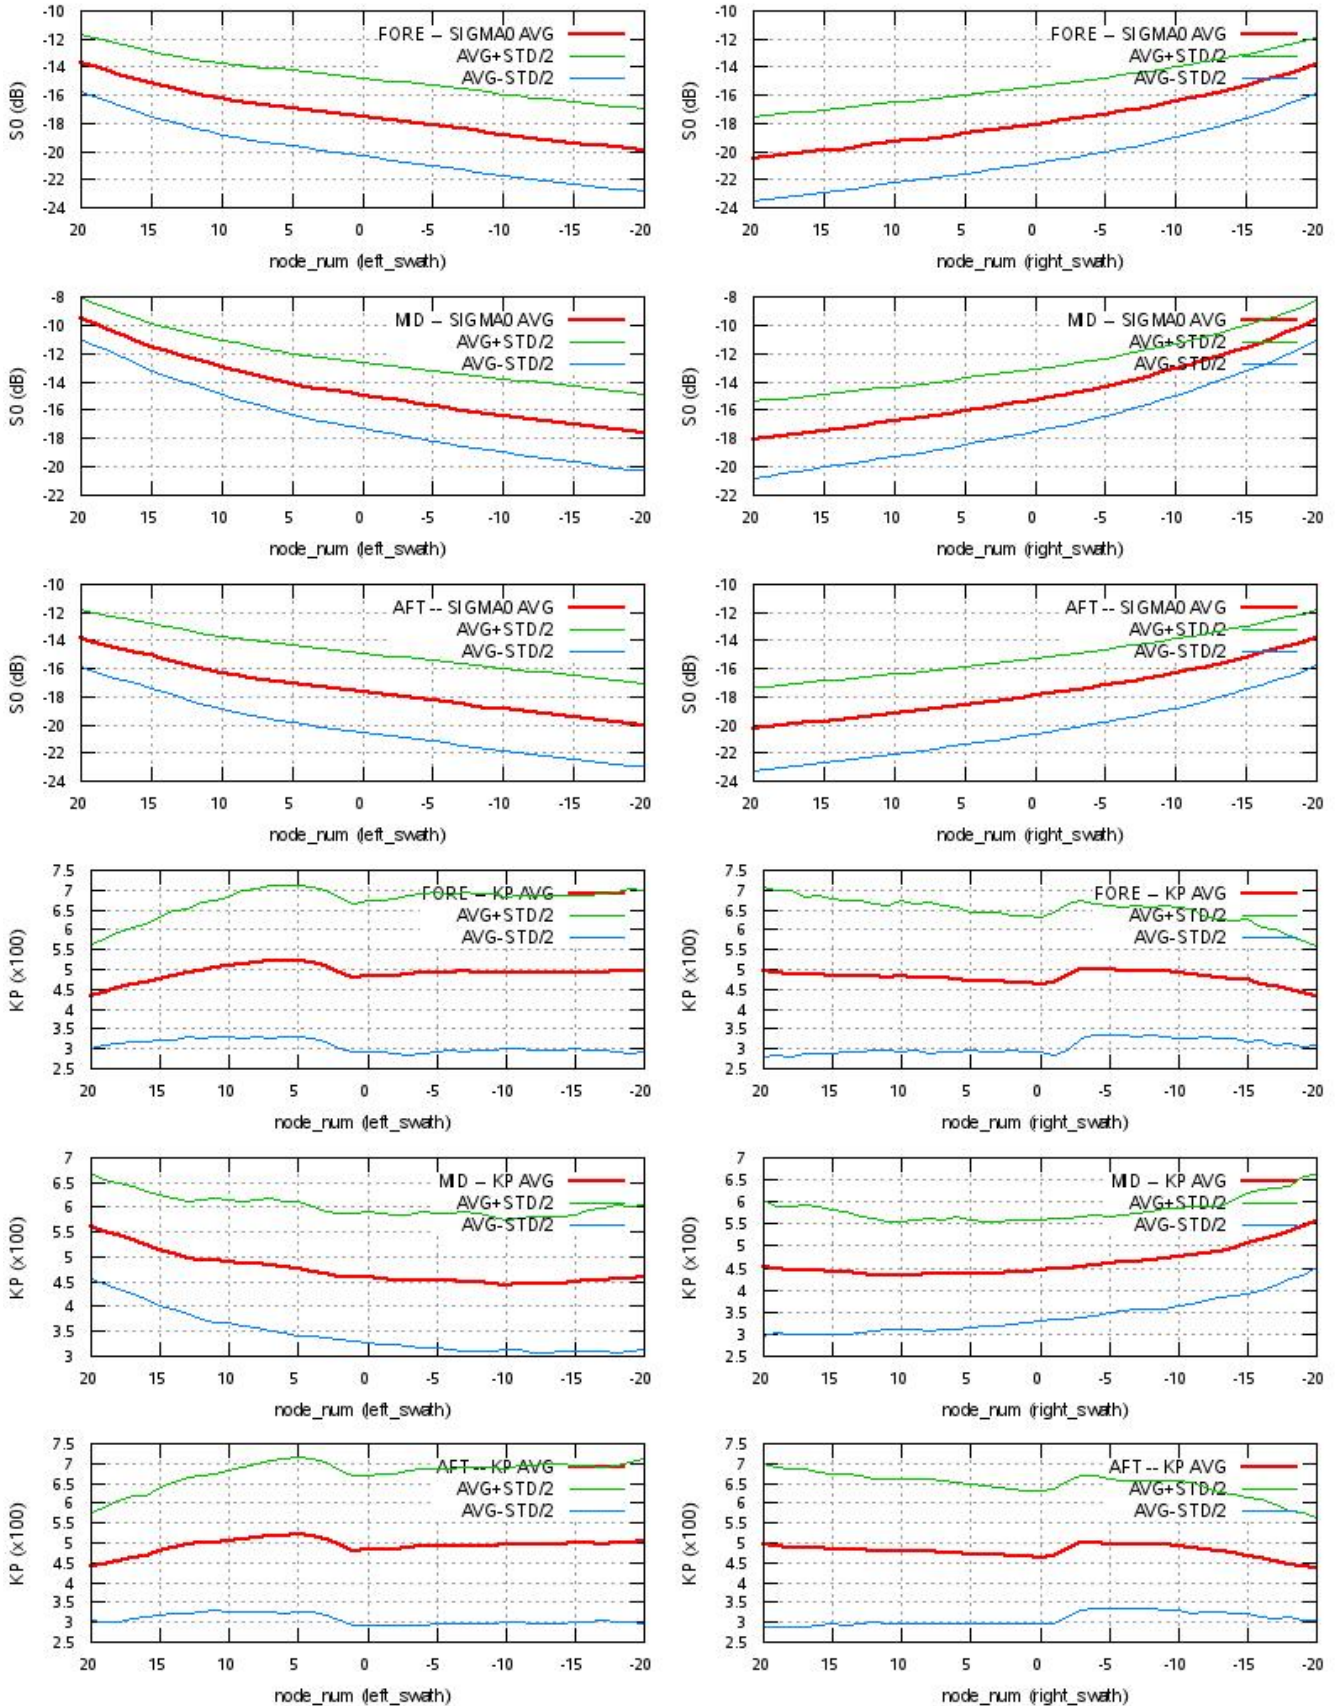 -10
-12
-14
-16
-18
-20
-22
-24
S0 (dB)
FORE -- SIGMA0 AVG
AVG+STD/2
AVG-STD/2
20 15 10 5 0 -5 -10 -15 -20
node_num (left_swath)
-10
-12
-14
-16
-18
-20
-22
-24
S0 (dB)
FORE -- SIGMA0 AVG
AVG+STD/2
AVG-STD/2
20 15 10 5 0 -5 -10 -15 -20
node_num (right_swath)
-8
-10
-12
-14
-16
-18
-20
-22
S0 (dB)
MID -- SIGMA0 AVG
AVG+STD/2
AVG-STD/2
20 15 10 5 0 -5 -10 -15 -20
node_num (left_swath)
-8
-10
-12
-14
-16
-18
-20
-22
S0 (dB)
MID -- SIGMA0 AVG
AVG+STD/2
AVG-STD/2
20 15 10 5 0 -5 -10 -15 -20
node_num (right_swath)
-10
-12
-14
-16
-18
-20
-22
-24
S0 (dB)
AFT -- SIGMA0 AVG
AVG+STD/2
AVG-STD/2
20 15 10 5 0 -5 -10 -15 -20
node_num (left_swath)
-10
-12
-14
-16
-18
-20
-22
-24
S0 (dB)
AFT -- SIGMA0 AVG
AVG+STD/2
AVG-STD/2
20 15 10 5 0 -5 -10 -15 -20
node_num (right_swath)
7.5
7
6.5
6
5.5
5
4.5
4
3.5
3
2.5
KP (x100)
FORE -- KP AVG
AVG+STD/2
AVG-STD/2
20 15 10 5 0 -5 -10 -15 -20
node_num (left_swath)
7.5
7
6.5
6
5.5
5
4.5
4
3.5
3
2.5
KP (x100)
FORE -- KP AVG
AVG+STD/2
AVG-STD/2
20 15 10 5 0 -5 -10 -15 -20
node_num (right_swath)
7
6.5
6
5.5
5
4.5
4
3.5
3
KP (x100)
MID -- KP AVG
AVG+STD/2
AVG-STD/2
20 15 10 5 0 -5 -10 -15 -20
node_num (left_swath)
7
6.5
6
5.5
5
4.5
4
3.5
3
2.5
KP (x100)
MID -- KP AVG
AVG+STD/2
AVG-STD/2
20 15 10 5 0 -5 -10 -15 -20
node_num (right_swath)
7.5
7
6.5
6
5.5
5
4.5
4
3.5
3
2.5
KP (x100)
AFT -- KP AVG
AVG+STD/2
AVG-STD/2
20 15 10 5 0 -5 -10 -15 -20
node_num (left_swath)
7.5
7
6.5
6
5.5
5
4.5
4
3.5
3
2.5
KP (x100)
AFT -- KP AVG
AVG+STD/2
AVG-STD/2
20 15 10 5 0 -5 -10 -15 -20
node_num (right_swath)